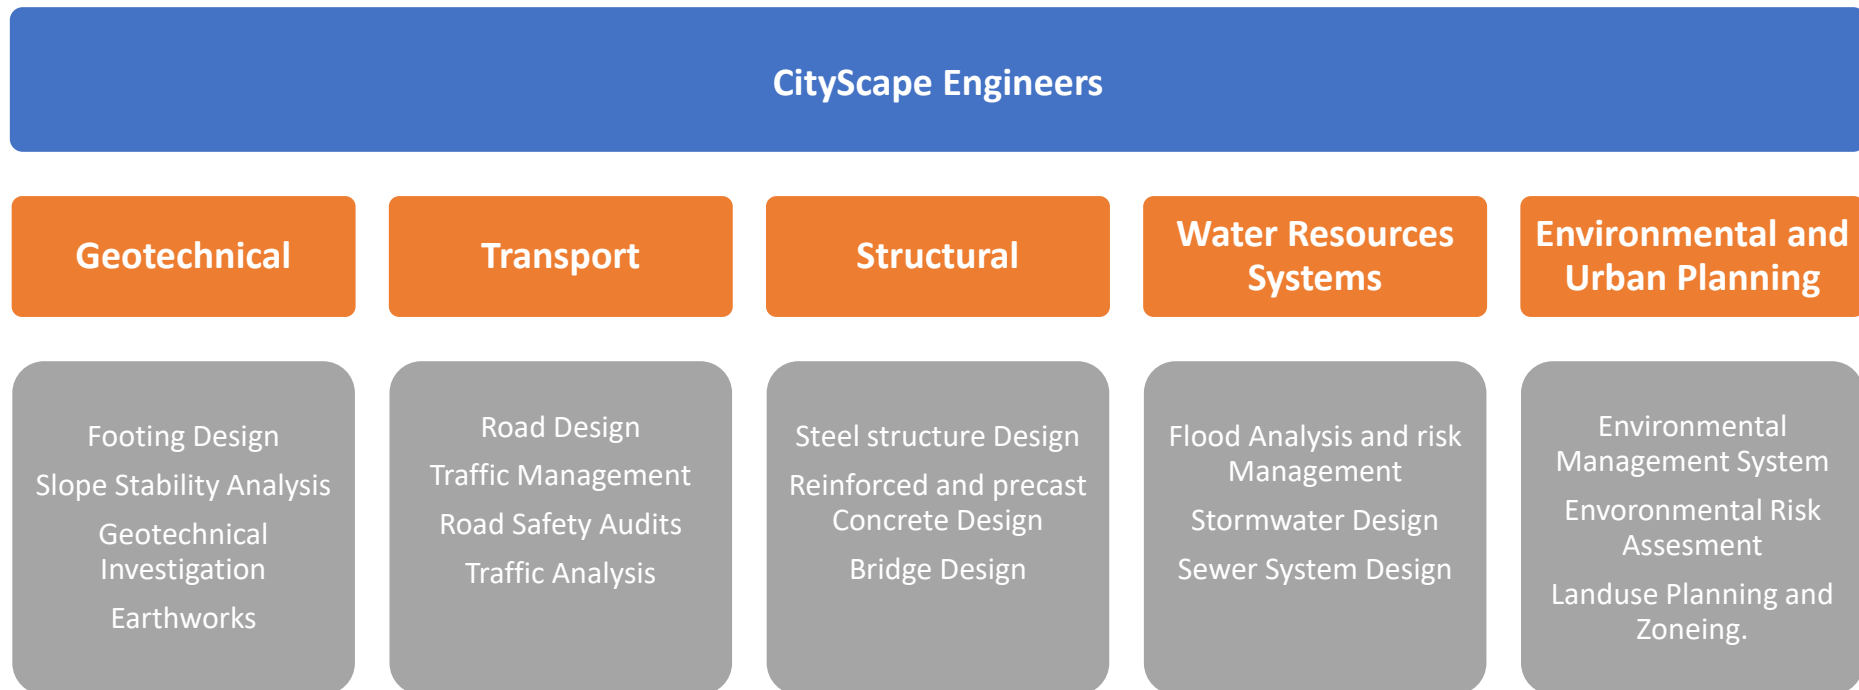 CityScape Engineers
Geotechnical
Transport
Structural
Water Resources
Systems
Environmental and
Urban Planning
Footing Design
Slope Stability Analysis
Geotechnical
Investigation
Earthworks
Road Design
Traffic Management
Road Safety Audits
Traffic Analysis
Steel structure Design
Reinforced and precast
Concrete Design
Bridge Design
Flood Analysis and risk
Management
Stormwater Design
Sewer System Design
Environmental
Management System
Envoronmental Risk
Assesment
Landuse Planning and
Zoneing.